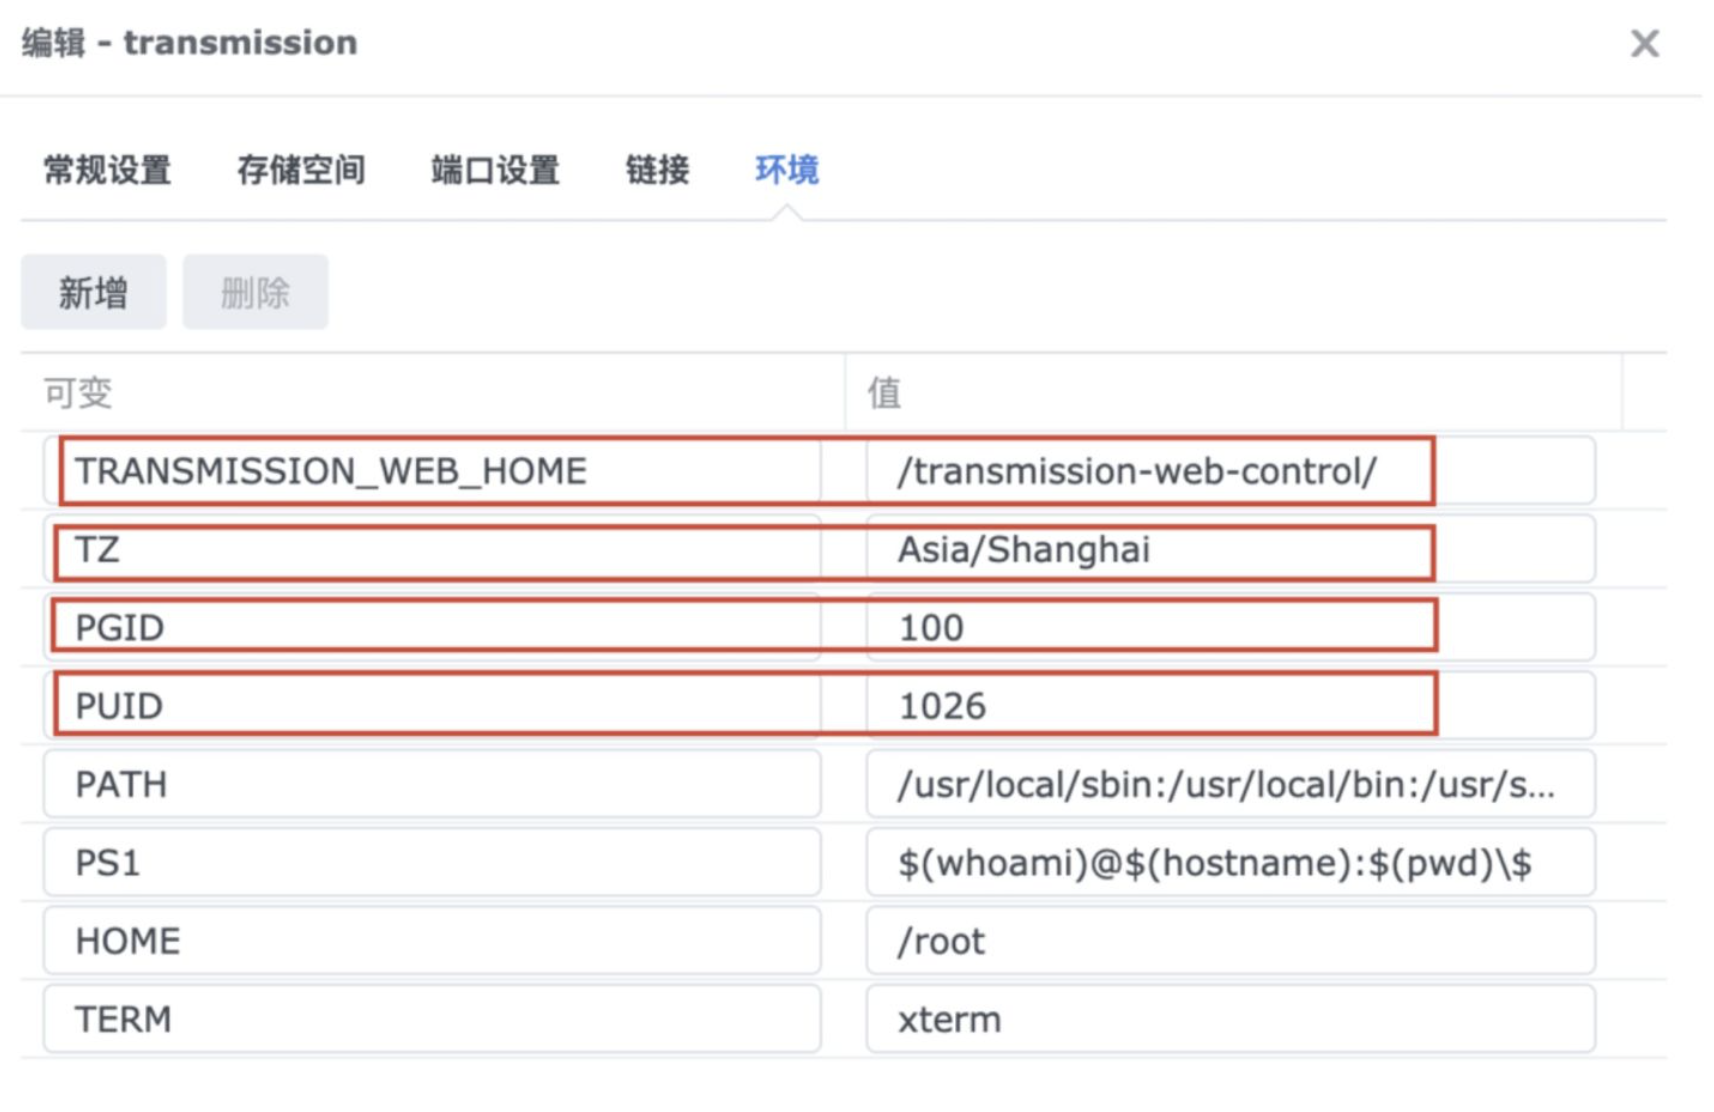 编辑 - transmission
常规设置 存储空间 端口设置 链接 环境
新增 删除
可变 值
TRANSMISSION_WEB_HOME /transmission-web-control/
TZ Asia/Shanghai
PGID 100
PUID 1026
PATH /usr/local/sbin:/usr/local/bin:/usr/s...
PS1 $(whoami)@$(hostname):$(pwd)\$
HOME /root
TERM xterm